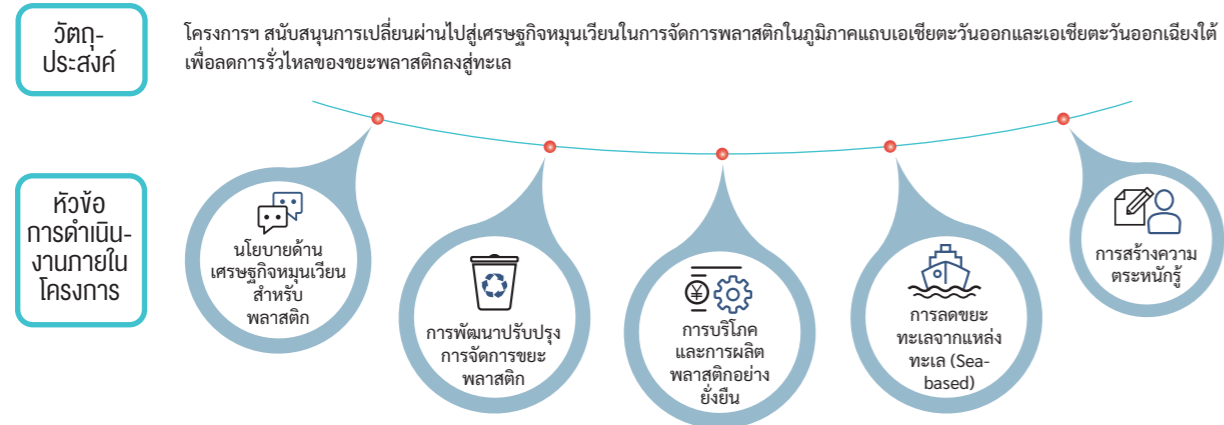 วัตถุ-
ประสงค์
โครงการฯ สนับสนุนการเปลี่ยนผ่านไปสู่เศรษฐกิจหมุนเวียนในการจัดการพลาสติกในภูมิภาคแถบเอเชียตะวันออกและเอเชียตะวันออกเฉียงใต้
เพื่อลดการรั่วไหลของขยะพลาสติกลงสู่ทะเล
หัวข้อ
การดำเนิน-
งานภายใน
โครงการ
นโยบายด้าน
เศรษฐกิจหมุนเวียน
สำหรับ
พลาสติก
การพัฒนาปรับปรุง
การจัดการขยะ
พลาสติก
การบริโภค
และการผลิต
พลาสติกอย่าง
ยั่งยืน
การลดขยะ
ทะเลจากแหล่ง
ทะเล (Sea-
based)
การสร้างความ
ตระหนักรู้